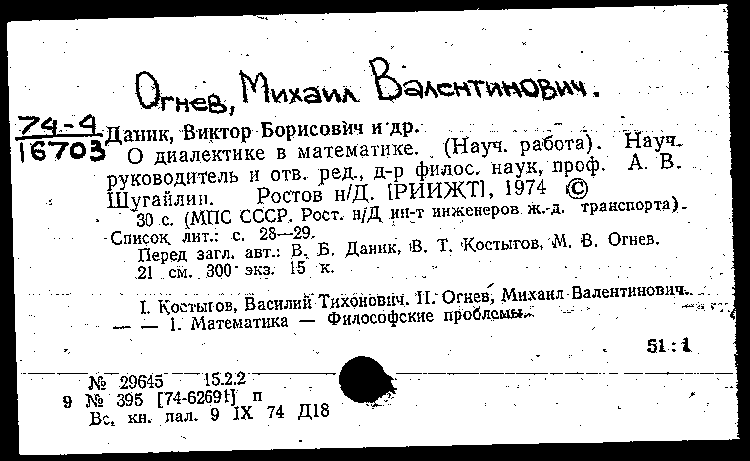 Огнев, Михаил Валентинович.
74-4
16703
Даник, Виктор Борисович и др.
О диалектике в математике. (Науч. работа). Науч.
руководитель и отв. ред., д-р филос. наук, проф. А. В.
Шугайлин. Ростов н/Д. [РИИЖТ], 1974 ©
30 с. (МПС СССР. Рост. н/Д ин-т инженеров ж.-д. транспорта).
Список лит.: с. 28—29.
Перед загл. авт.: В. Б. Даник, В. Т. Костыгов, М. В. Огнев.
21 см. 300 экз. 15 к.
I. Костыгов, Василий Тихонович. II. Огнев, Михаил Валентинович.
— — 1. Математика — Философские проблемы.
51 : 1
№ 29645 15.2.2
9 № 395 [74-62691] п
Вс. кн. пал. 9 IX 74 Д18